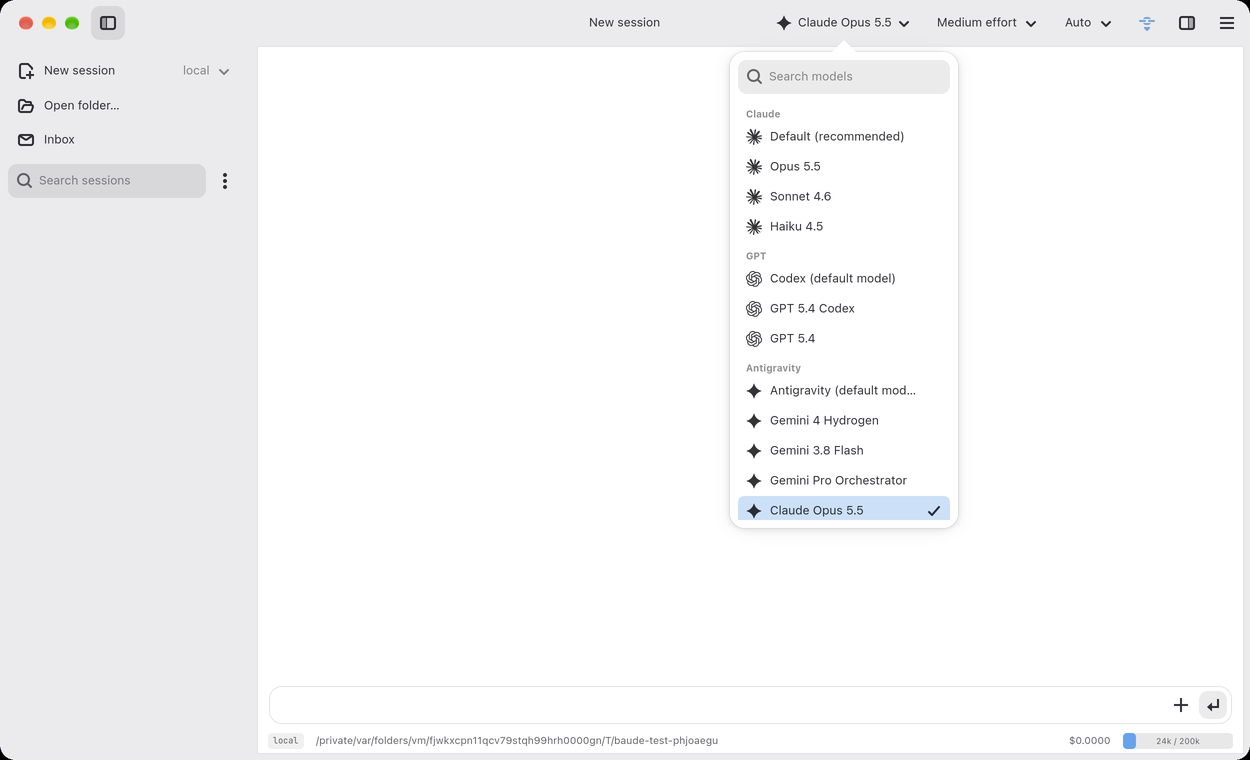 New session
Claude Opus 5.5
Medium effort
Auto
New session
local
Open folder...
Inbox
Search sessions
Search models
Claude
Default (recommended)
Opus 5.5
Sonnet 4.6
Haiku 4.5
GPT
Codex (default model)
GPT 5.4 Codex
GPT 5.4
Antigravity
Antigravity (default mod...
Gemini 4 Hydrogen
Gemini 3.8 Flash
Gemini Pro Orchestrator
Claude Opus 5.5
local
/private/var/folders/vm/fjwkxcpn11qcv79stqh99hrh0000gn/T/baude-test-phjoaegu
$0.0000
24k / 200k